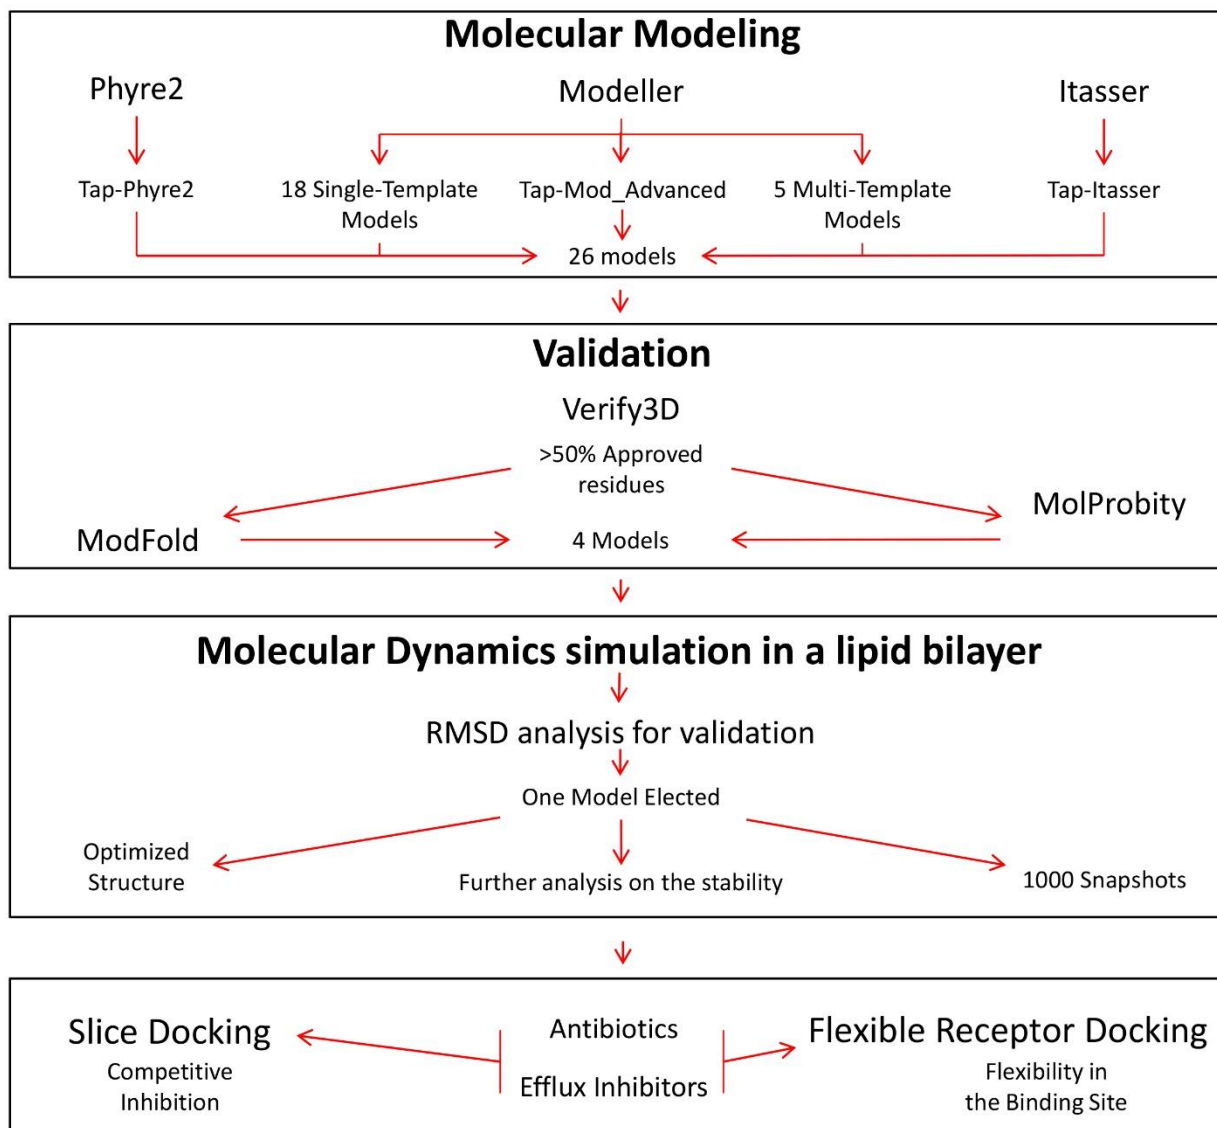 Molecular Modeling
Phyre2
Modeller
Itasser
Tap-Phyre2
18 Single-Template
Models
Tap-Mod_Advanced
5 Multi-Template
Models
Tap-Itasser
26 models
Validation
Verify3D
>50% Approved
residues
ModFold
4 Models
MolProbity
Molecular Dynamics simulation in a lipid bilayer
RMSD analysis for validation
One Model Elected
Optimized
Structure
Further analysis on the stability
1000 Snapshots
Slice Docking
Competitive
Inhibition
Antibiotics
Efflux Inhibitors
Flexible Receptor Docking
Flexibility in
the Binding Site